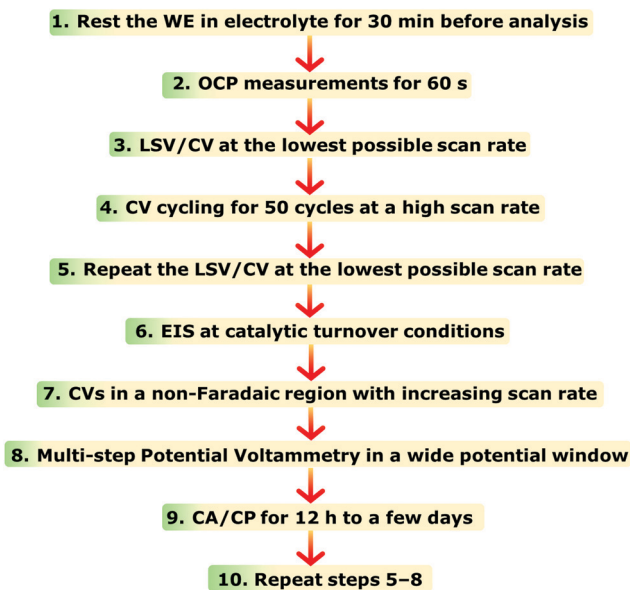 1. Rest the WE in electrolyte for 30 min before analysis
2. OCP measurements for 60 s
3. LSV/CV at the lowest possible scan rate
4. CV cycling for 50 cycles at a high scan rate
5. Repeat the LSV/CV at the lowest possible scan rate
6. EIS at catalytic turnover conditions
7. CVs in a non-Faradaic region with increasing scan rate
8. Multi-step Potential Voltammetry in a wide potential window
9. CA/CP for 12 h to a few days
10. Repeat steps 5–8